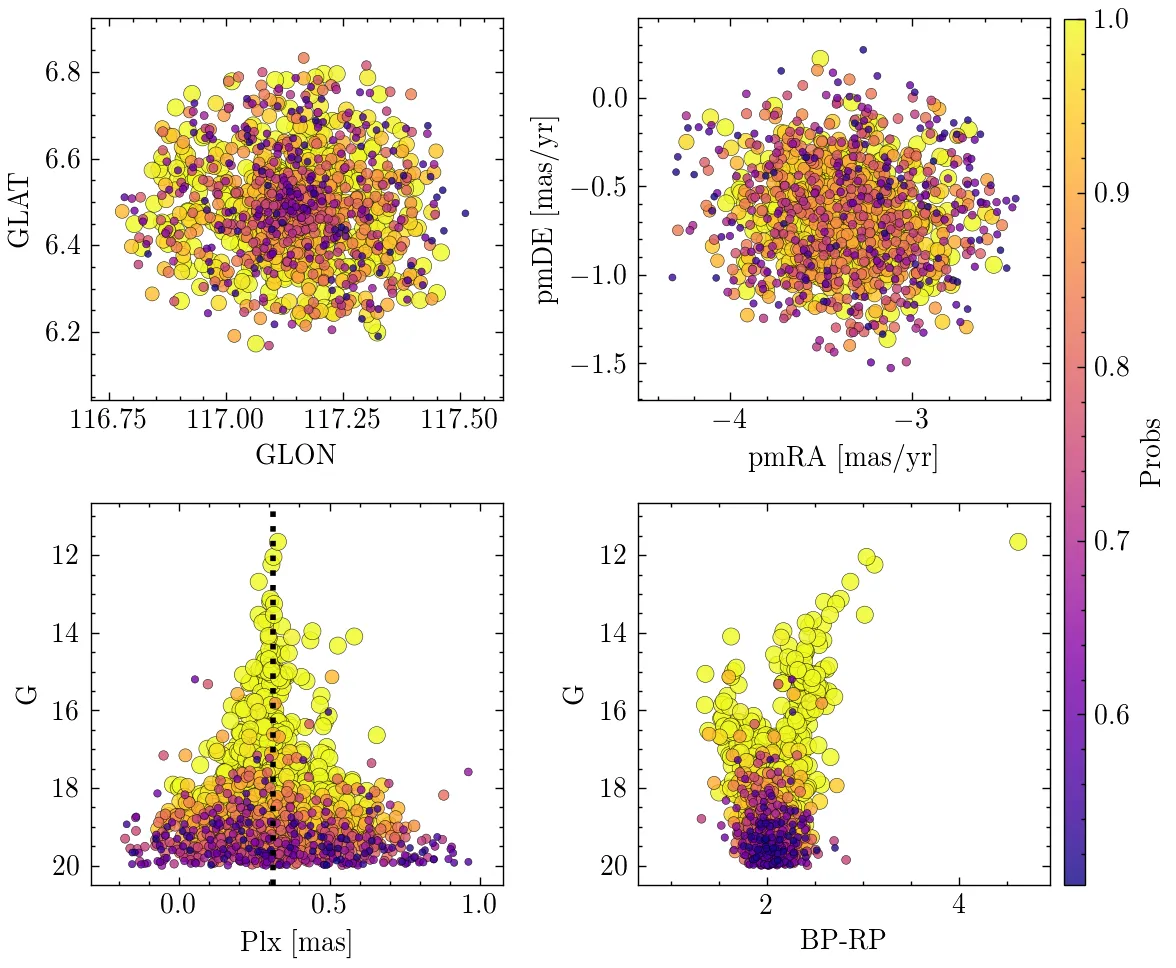 6.8
6.6
6.4
6.2
GLAT
116.75 117.00 117.25 117.50
GLON
0.0
−0.5
−1.0
−1.5
pmDE [mas/yr]
−4 −3
pmRA [mas/yr]
12
14
16
18
20
G
0.0 0.5 1.0
Plx [mas]
12
14
16
18
20
G
2 4
BP-RP
1.0
0.9
0.8
0.7
0.6
Probs